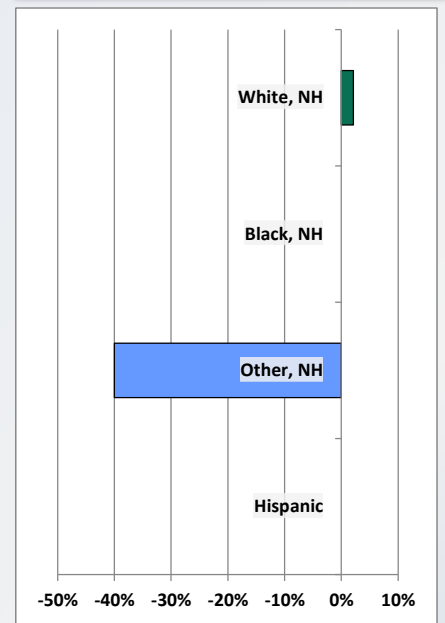 White, NH
Black, NH
Other, NH
Hispanic
-50% -40% -30% -20% -10% 0% 10%